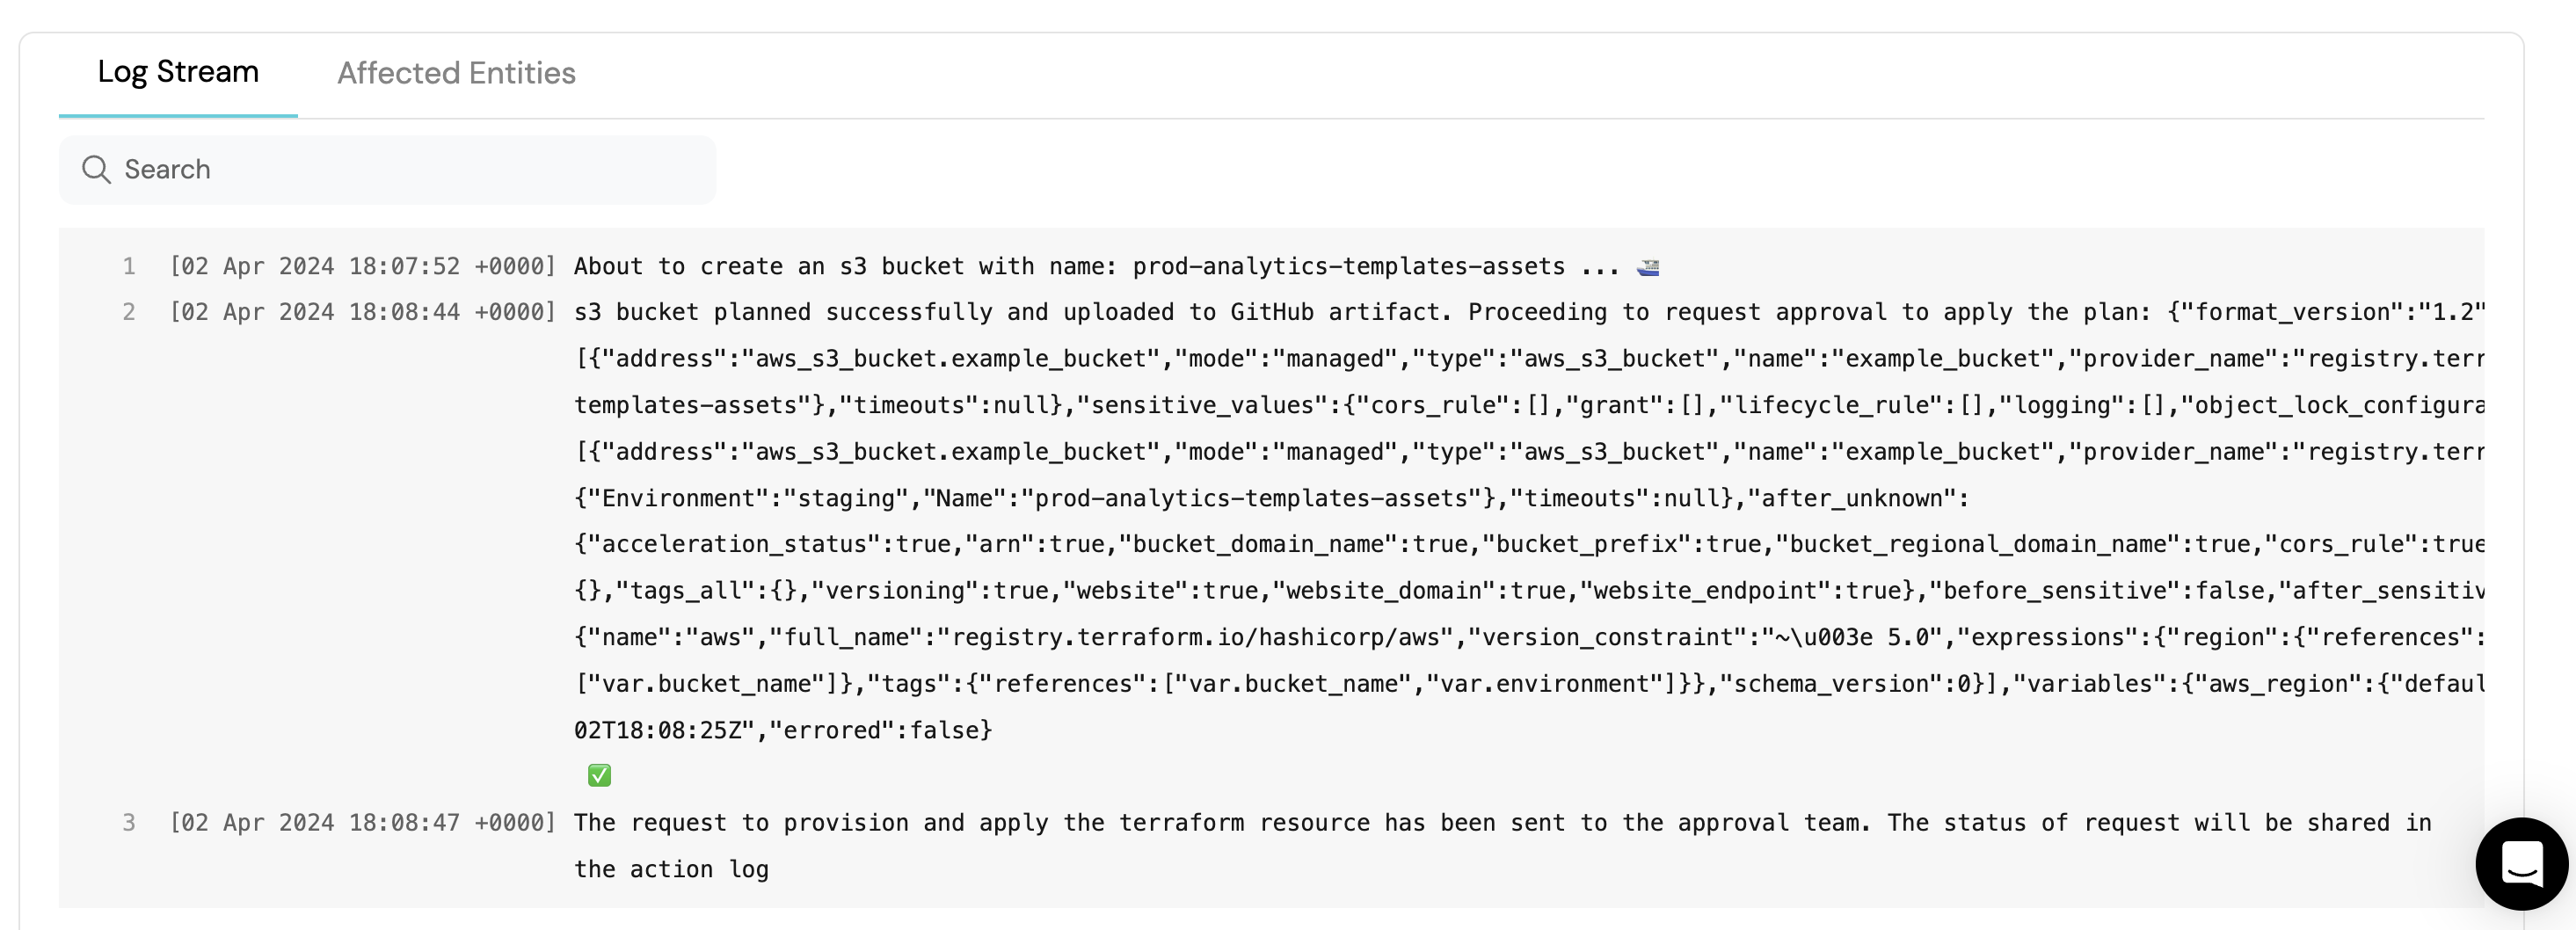 Log Stream Affected Entities
Search
1 [02 Apr 2024 18:07:52 +0000] About to create an s3 bucket with name: prod-analytics-templates-assets ... 🚢
2 [02 Apr 2024 18:08:44 +0000] s3 bucket planned successfully and uploaded to GitHub artifact. Proceeding to request approval to apply the plan: {"format_version":"1.2"
[{"address":"aws_s3_bucket.example_bucket","mode":"managed","type":"aws_s3_bucket","name":"example_bucket","provider_name":"registry.terr
templates-assets"},"timeouts":null},"sensitive_values":{"cors_rule":[],"grant":[],"lifecycle_rule":[],"logging":[],"object_lock_configura
[{"address":"aws_s3_bucket.example_bucket","mode":"managed","type":"aws_s3_bucket","name":"example_bucket","provider_name":"registry.terr
{"Environment":"staging","Name":"prod-analytics-templates-assets"},"timeouts":null},"after_unknown":
{"acceleration_status":true,"arn":true,"bucket_domain_name":true,"bucket_prefix":true,"bucket_regional_domain_name":true,"cors_rule":true
{},"tags_all":{},"versioning":true,"website":true,"website_domain":true,"website_endpoint":true},"before_sensitive":false,"after_sensitiv
{"name":"aws","full_name":"registry.terraform.io/hashicorp/aws","version_constraint":"~\u003e 5.0","expressions":{"region":{"references":
["var.bucket_name"]},"tags":{"references":["var.bucket_name","var.environment"]}},"schema_version":0}],"variables":{"aws_region":{"defaul
02T18:08:25Z","errored":false}
✅
3 [02 Apr 2024 18:08:47 +0000] The request to provision and apply the terraform resource has been sent to the approval team. The status of request will be shared in
the action log